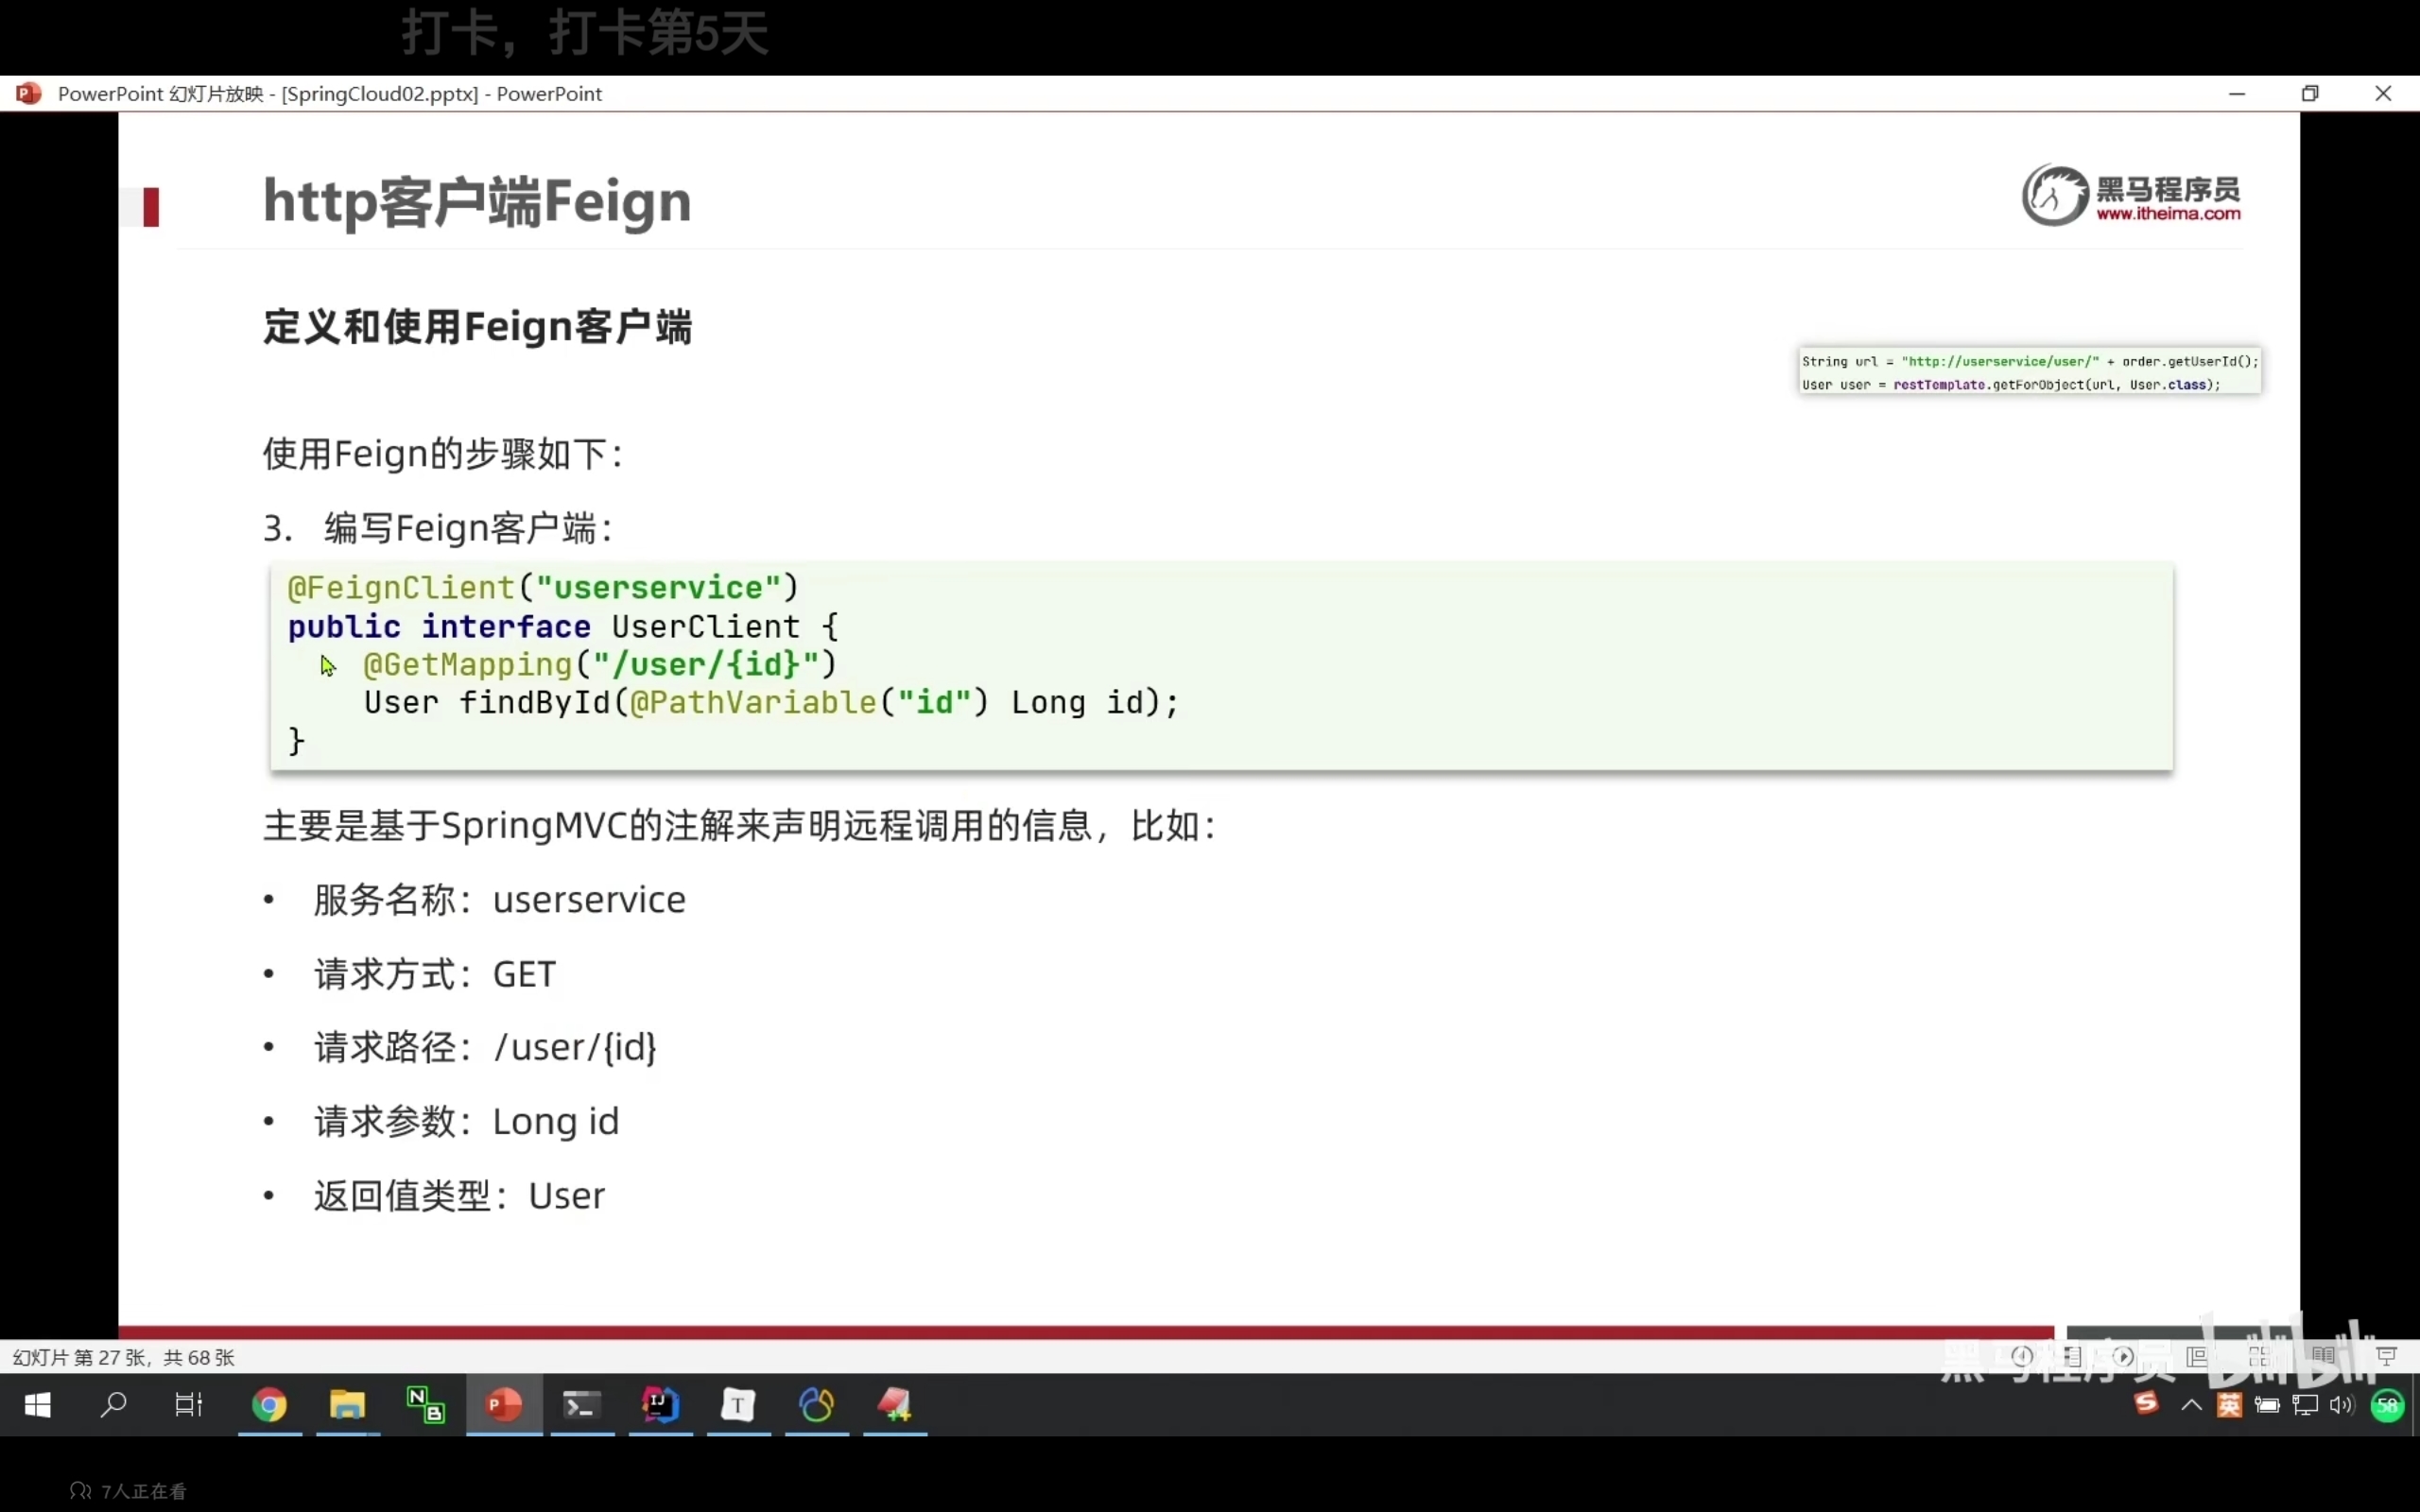 打卡，打卡第5天
PowerPoint 幻灯片放映 - [SpringCloud02.pptx] - PowerPoint
http客户端Feign
黑马程序员
www.itheima.com
定义和使用Feign客户端
String url = "http://userservice/user/" + order.getUserId();
User user = restTemplate.getForObject(url, User.class);
使用Feign的步骤如下：
3. 编写Feign客户端：
@FeignClient("userservice")
public interface UserClient {
@GetMapping("/user/{id}")
User findById(@PathVariable("id") Long id);
}
主要是基于SpringMVC的注解来声明远程调用的信息，比如：
• 服务名称：userservice
• 请求方式：GET
• 请求路径：/user/{id}
• 请求参数：Long id
• 返回值类型：User
幻灯片 第 27 张，共 68 张
黑马程序员 bilibili
英
58
7人正在看